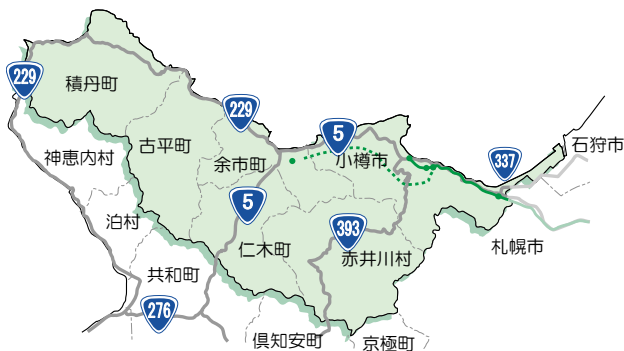 229
積丹町
229
5
337
石狩市
古平町
小樽市
神恵内村
余市町
5
泊村
393
札幌市
仁木町
赤井川村
共和町
276
倶知安町
京極町